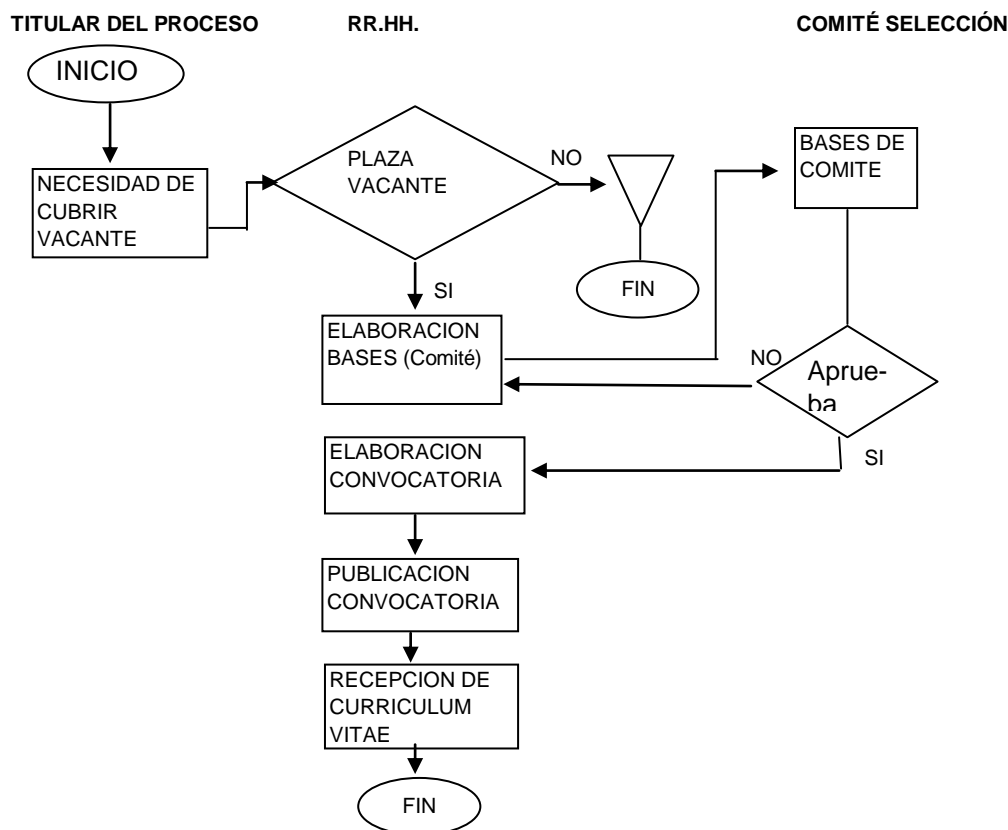 TITULAR DEL PROCESO
RR.HH.
COMITÉ SELECCIÓN
INICIO
NECESIDAD DE
CUBRIR
VACANTE
PLAZA
VACANTE
NO
FIN
SI
BASES DE
COMITE
ELABORACION
BASES (Comité)
NO
Aprue-
ba
SI
ELABORACION
CONVOCATORIA
PUBLICACION
CONVOCATORIA
RECEPCION DE
CURRICULUM
VITAE
FIN